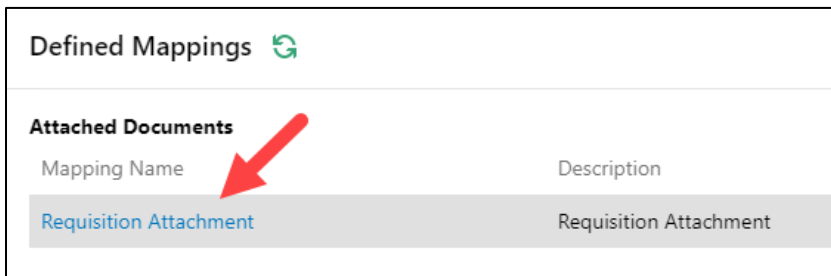 Defined Mappings
Attached Documents
Mapping Name Description
Requisition Attachment Requisition Attachment